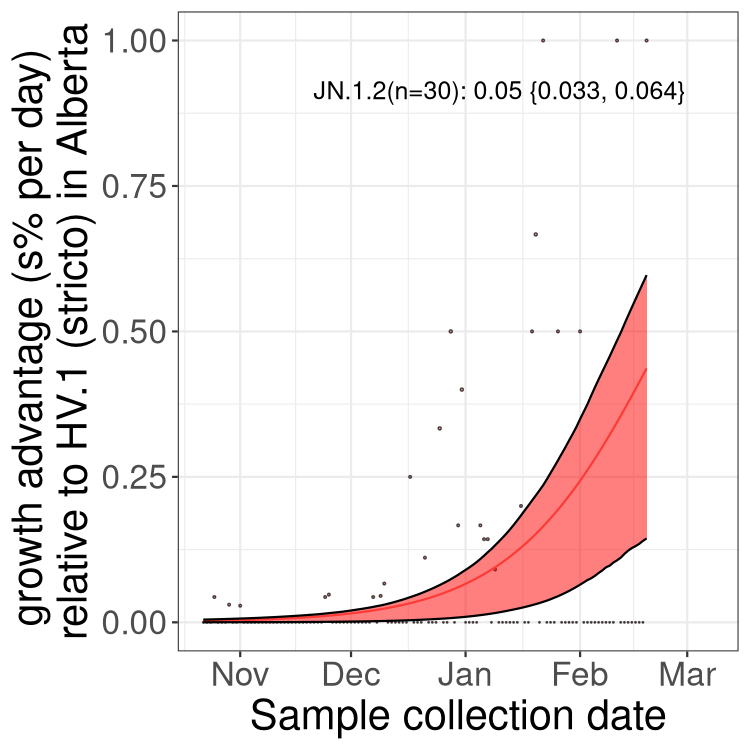 growth advantage (s% per day)
relative to HV.1 (stricto) in Alberta
1.00
0.75
0.50
0.25
0.00
JN.1.2(n=30): 0.05 {0.033, 0.064}
Nov Dec Jan Feb Mar
Sample collection date